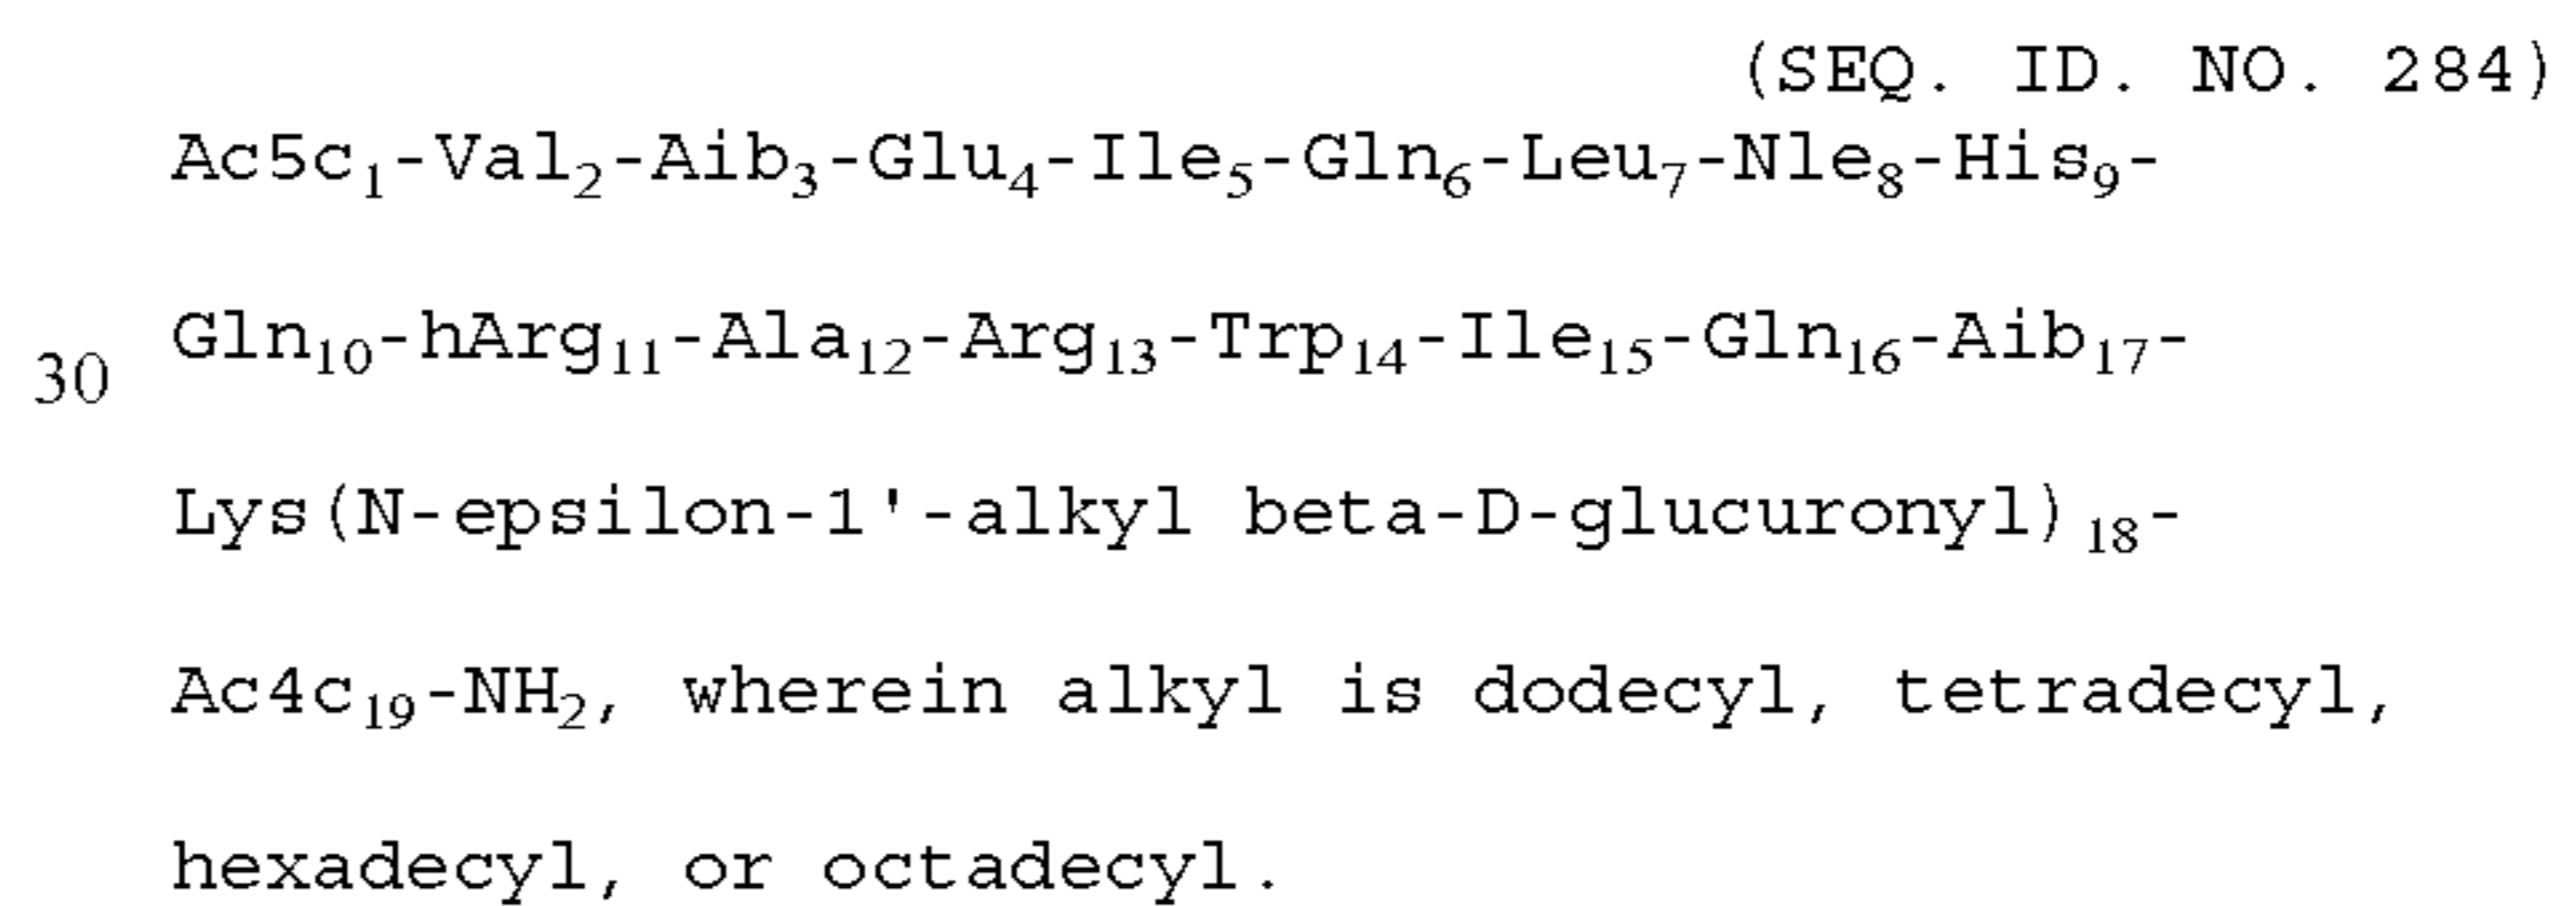 (SEQ. ID. NO. 284)
Ac5c₁-Val₂-Aib₃-Glu₄-Ile₅-Gln₆-Leu₇-Nle₈-His₉-
30 Gln₁₀-hArg₁₁-Ala₁₂-Arg₁₃-Trp₁₄-Ile₁₅-Gln₁₆-Aib₁₇-
Lys(N-epsilon-1'-alkyl beta-D-glucuronyl)₁₈-
Ac4c₁₉-NH₂, wherein alkyl is dodecyl, tetradecyl,
hexadecyl, or octadecyl.